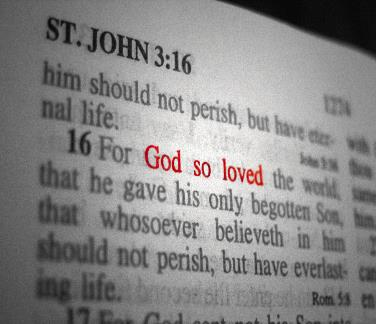 ST. JOHN 3:16
1274
him should not perish, but have eter-
nal life.
16 For God so loved the world,
that he gave his only begotten Son,
that whosoever believeth in him
should not perish, but have everlast-
ing life.
Rom. 5:8
17 For God sent not his Son into